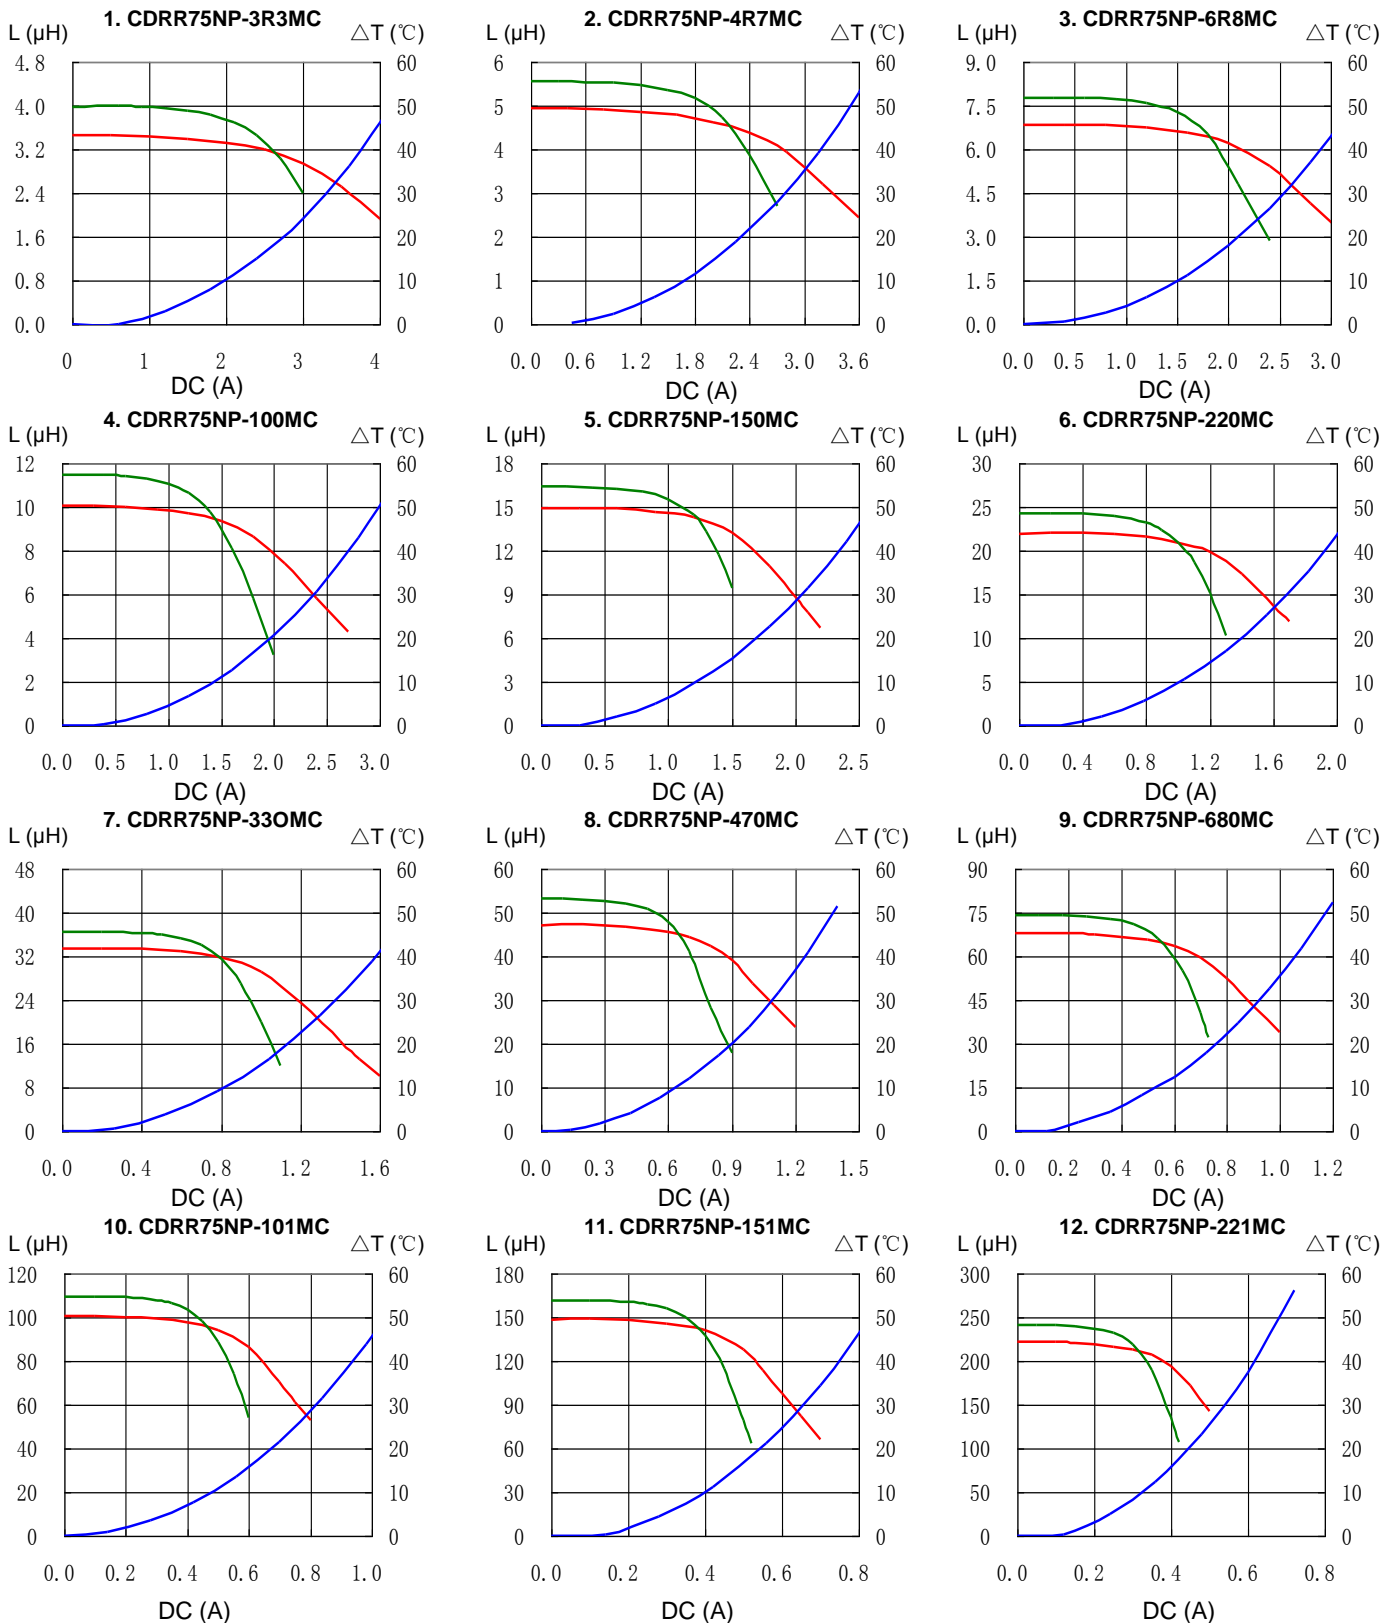 1. CDRR75NP-3R3MC
L (µH)
△T (℃)
4.8
4.0
3.2
2.4
1.6
0.8
0.0
60
50
40
30
20
10
0
0 1 2 3 4
DC (A)
2. CDRR75NP-4R7MC
L (µH)
△T (℃)
6
5
4
3
2
1
0
60
50
40
30
20
10
0
0.0 0.6 1.2 1.8 2.4 3.0 3.6
DC (A)
3. CDRR75NP-6R8MC
L (µH)
△T (℃)
9.0
7.5
6.0
4.5
3.0
1.5
0.0
60
50
40
30
20
10
0
0.0 0.5 1.0 1.5 2.0 2.5 3.0
DC (A)
4. CDRR75NP-100MC
L (µH)
△T (℃)
12
10
8
6
4
2
0
60
50
40
30
20
10
0
0.0 0.5 1.0 1.5 2.0 2.5 3.0
DC (A)
5. CDRR75NP-150MC
L (µH)
△T (℃)
18
15
12
9
6
3
0
60
50
40
30
20
10
0
0.0 0.5 1.0 1.5 2.0 2.5
DC (A)
6. CDRR75NP-220MC
L (µH)
△T (℃)
30
25
20
15
10
5
0
60
50
40
30
20
10
0
0.0 0.4 0.8 1.2 1.6 2.0
DC (A)
7. CDRR75NP-33OMC
L (µH)
△T (℃)
48
40
32
24
16
8
0
60
50
40
30
20
10
0
0.0 0.4 0.8 1.2 1.6
DC (A)
8. CDRR75NP-470MC
L (µH)
△T (℃)
60
50
40
30
20
10
0
60
50
40
30
20
10
0
0.0 0.3 0.6 0.9 1.2 1.5
DC (A)
9. CDRR75NP-680MC
L (µH)
△T (℃)
90
75
60
45
30
15
0
60
50
40
30
20
10
0
0.0 0.2 0.4 0.6 0.8 1.0 1.2
DC (A)
10. CDRR75NP-101MC
L (µH)
△T (℃)
120
100
80
60
40
20
0
60
50
40
30
20
10
0
0.0 0.2 0.4 0.6 0.8 1.0
DC (A)
11. CDRR75NP-151MC
L (µH)
△T (℃)
180
150
120
90
60
30
0
60
50
40
30
20
10
0
0.0 0.2 0.4 0.6 0.8
DC (A)
12. CDRR75NP-221MC
L (µH)
△T (℃)
300
250
200
150
100
50
0
60
50
40
30
20
10
0
0.0 0.2 0.4 0.6 0.8
DC (A)